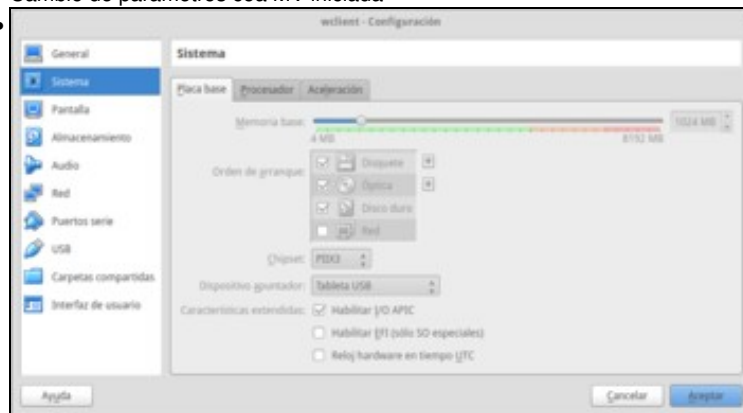 Cambio de parámetros coa MV iniciada
wclient - Configuración
General
Sistema
Pantalla
Almacenamiento
Audio
Red
Puertos serie
USB
Carpetas compartidas
Interfaz de usuario
Sistema
Placa base Procesador Aceleración
Memoria base: 1024 MB
4 MB 8192 MB
Orden de arranque: Disquete
Óptica
Disco duro
Red
Chipset: PIIX3
Dispositivo apuntador: Tableta USB
Características extendidas: Habilitar I/O APIC
Habilitar EFI (sólo SO especiales)
Reloj hardware en tiempo UTC
Ayuda Cancelar Aceptar